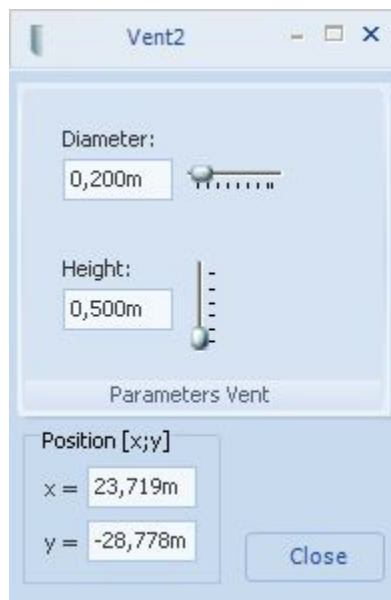 Vent2
Diameter:
0,200m
Height:
0,500m
Parameters Vent
Position [x;y]
x = 23,719m
y = -28,778m
Close